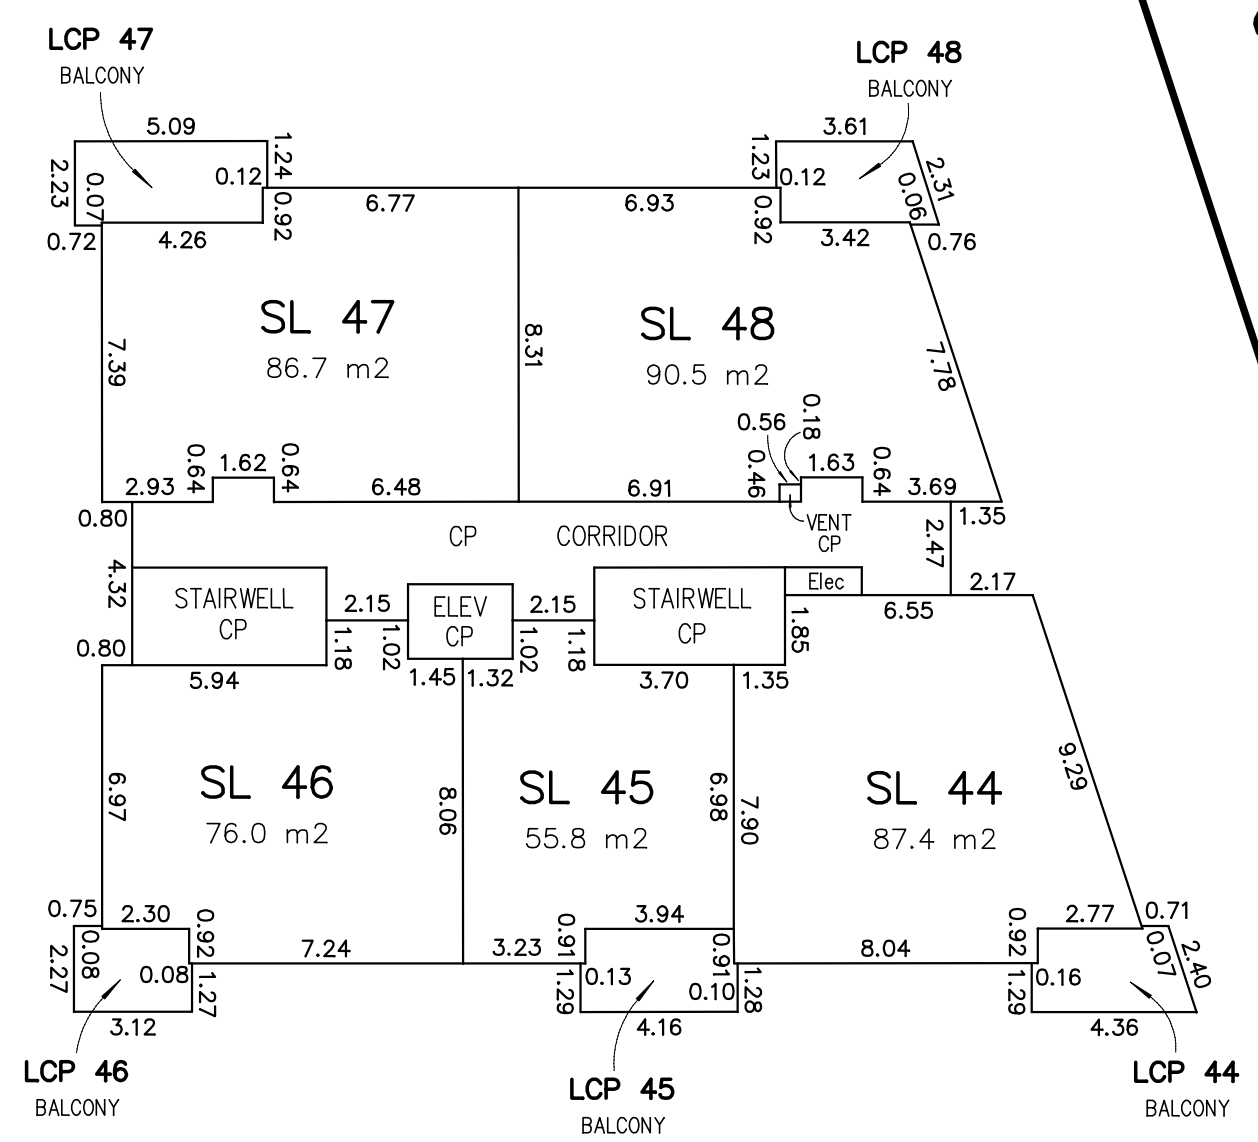 LCP 47
BALCONY
LCP 48
BALCONY
5.09
1.24
2.23
0.07
0.12
0.92
0.72
4.26
6.77
6.93
1.23
0.12
3.61
2.31
0.06
0.92
3.42
0.76
SL 47
86.7 m2
SL 48
90.5 m2
7.39
8.31
7.78
0.56
0.18
2.93
0.64
1.62
0.64
6.48
6.91
0.46
1.63
0.64
3.69
0.80
1.35
CP
CORRIDOR
VENT
CP
2.47
4.32
STAIRWELL
CP
2.15
ELEV
CP
2.15
STAIRWELL
CP
Elec
6.55
2.17
1.85
0.80
1.18
1.02
1.02
1.18
5.94
1.45
1.32
3.70
1.35
SL 46
76.0 m2
SL 45
55.8 m2
SL 44
87.4 m2
6.97
8.06
6.98
7.90
9.29
0.75
2.30
0.92
7.24
3.23
0.91
3.94
0.91
8.04
0.92
2.77
0.71
2.27
0.08
0.08
1.27
1.29
0.13
0.10
1.28
1.29
0.16
0.07
2.40
3.12
4.16
4.36
LCP 46
BALCONY
LCP 45
BALCONY
LCP 44
BALCONY